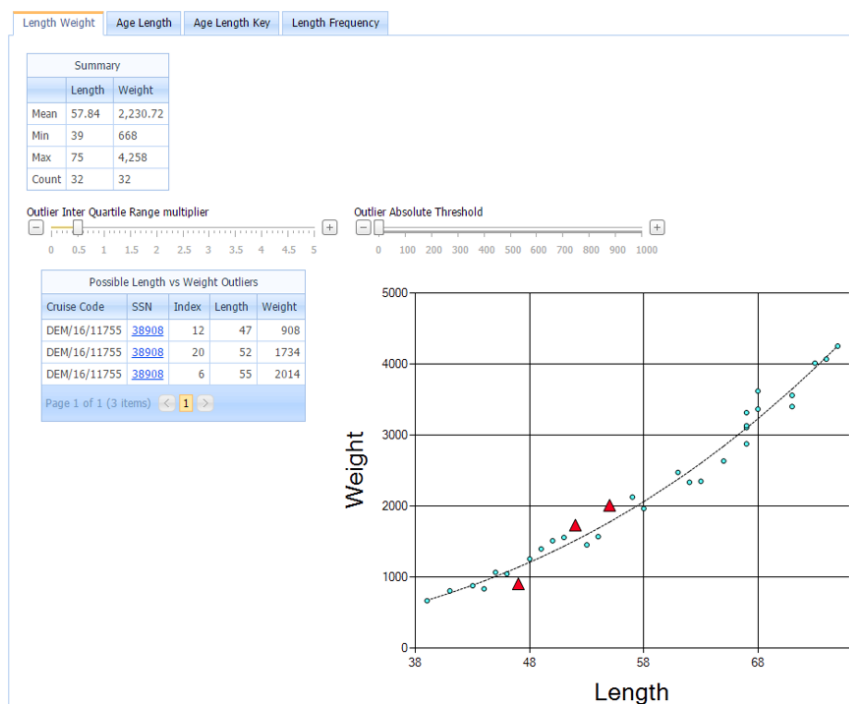 Length Weight Age Length Age Length Key Length Frequency
Summary
Length Weight
Mean 57.84 2,230.72
Min 39 668
Max 75 4,258
Count 32 32
Outlier Inter Quartile Range multiplier Outlier Absolute Threshold
0 0.5 1 1.5 2 2.5 3 3.5 4 4.5 5 0 100 200 300 400 500 600 700 800 900 1000
Possible Length vs Weight Outliers
Cruise Code SSN Index Length Weight
DEM/16/11755 38908 12 47 908
DEM/16/11755 38908 20 52 1734
DEM/16/11755 38908 6 55 2014
Page 1 of 1 (3 items) 1
5000
4000
3000
Weight
2000
1000
0
38 48 58 68
Length